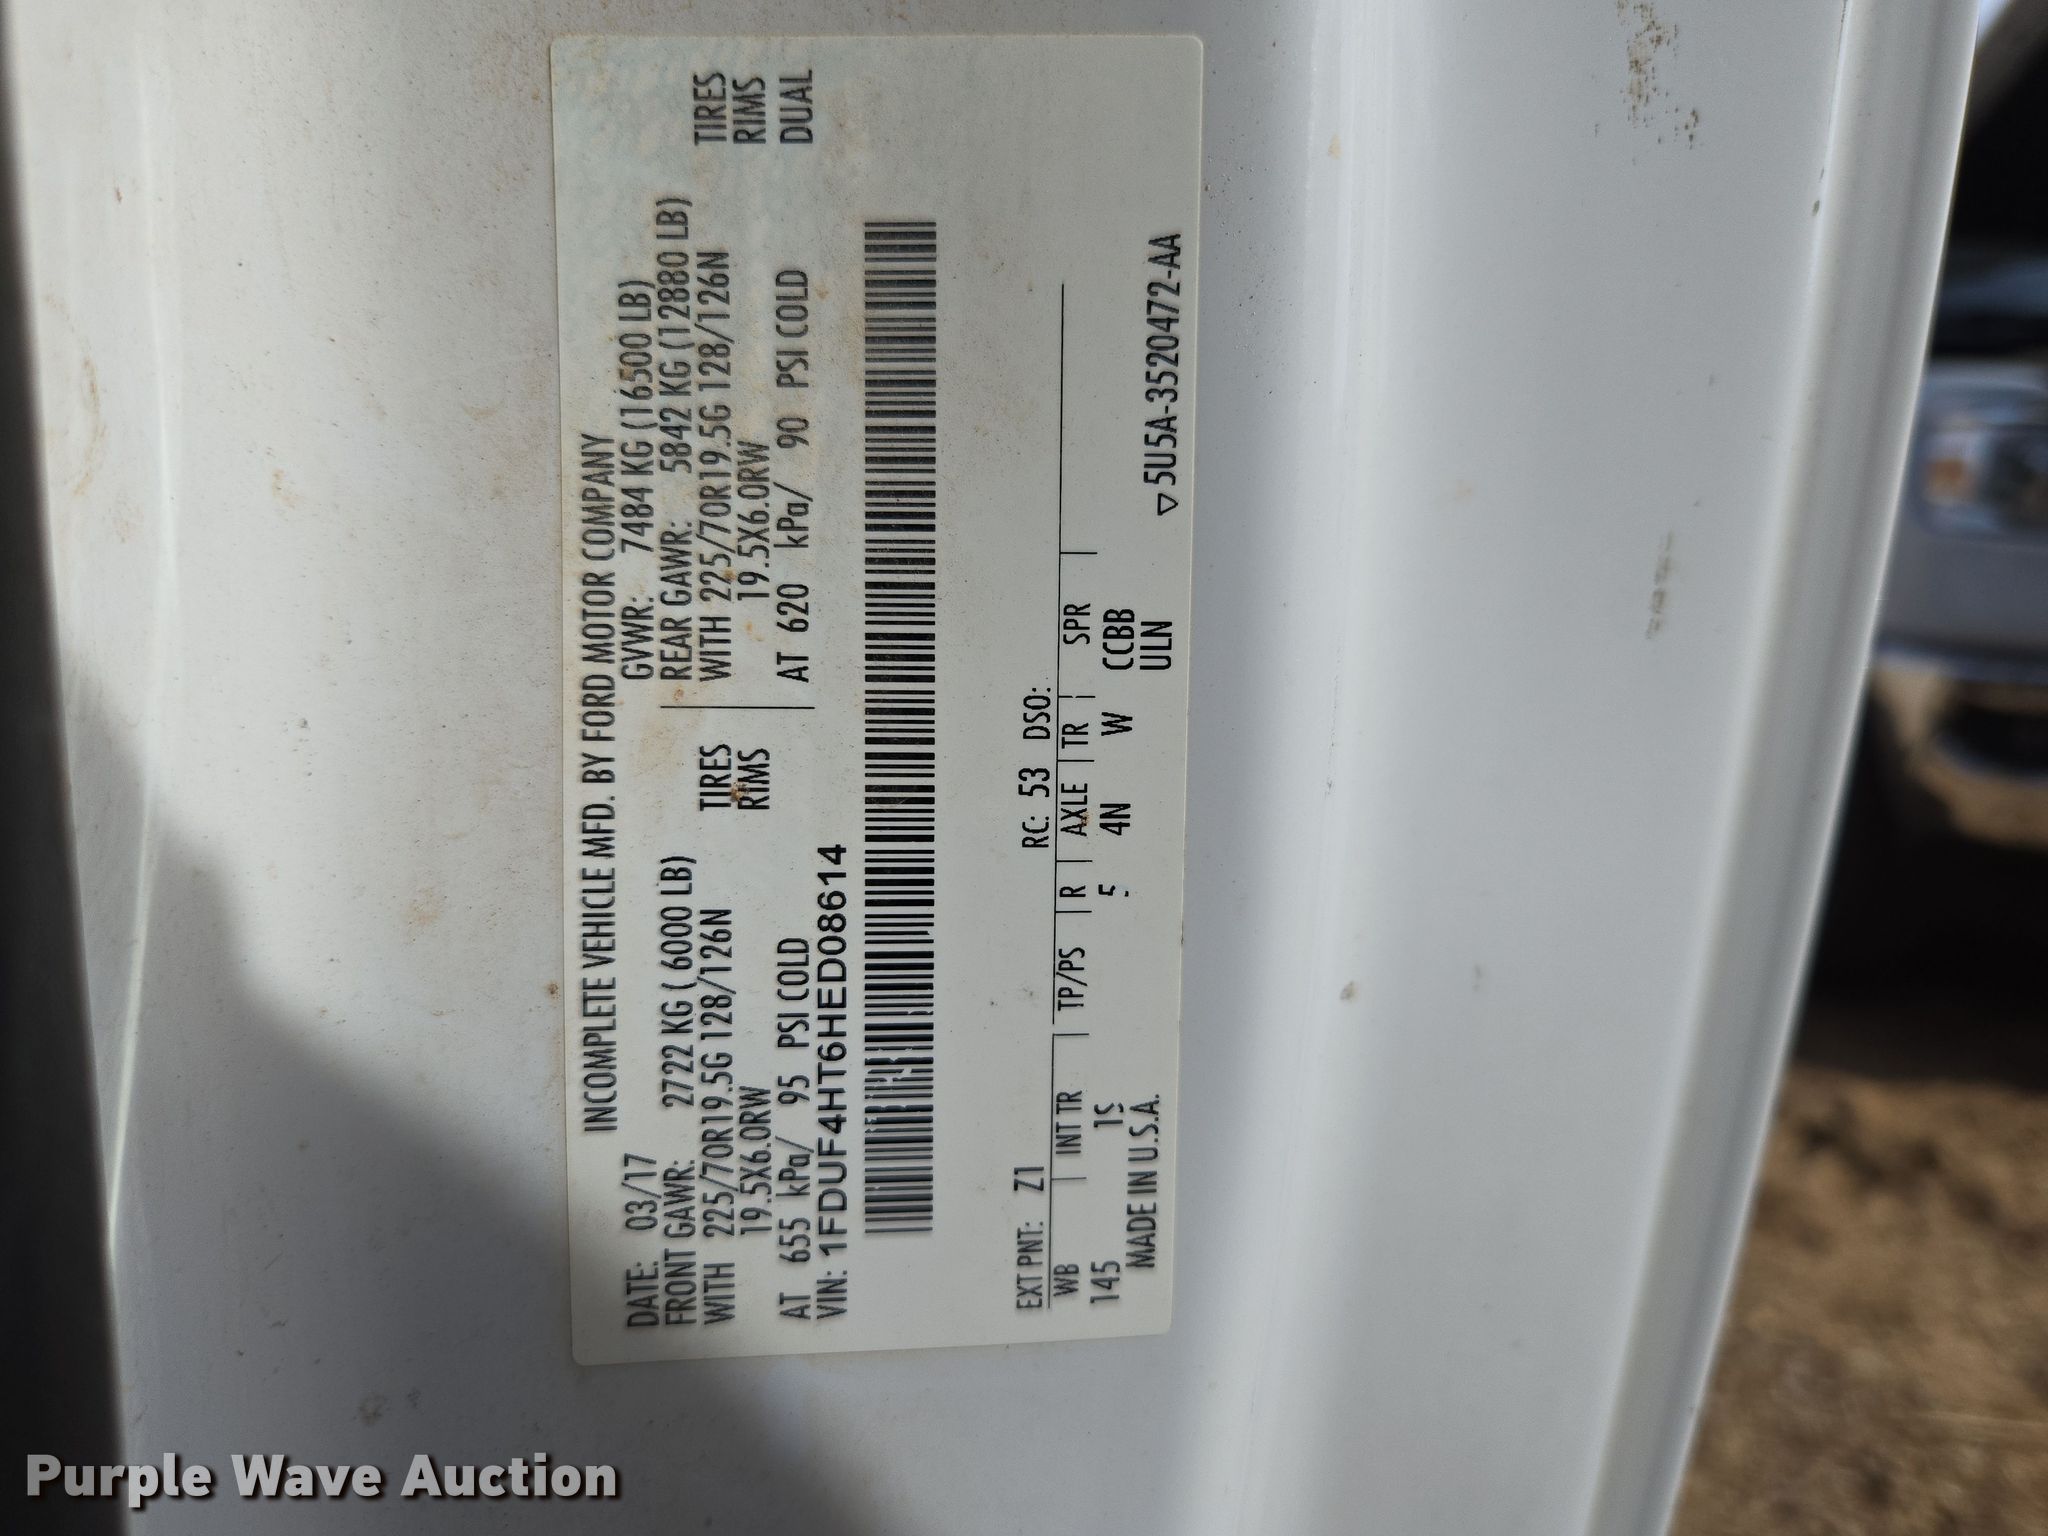 INCOMPLETE VEHICLE MFD. BY FORD MOTOR COMPANY
DATE: 03/17 GVWR: 7484 KG (16500 LB)
FRONT GAWR: 2722 KG ( 6000 LB) REAR GAWR: 5842 KG (12880 LB)
WITH 225/70R19.5G 128/126N TIRES WITH 225/70R19.5G 128/126N TIRES
19.5X6.0RW RIMS 19.5X6.0RW RIMS
AT 655 kPa/ 95 PSI COLD AT 620 kPa/ 90 PSI COLD DUAL
VIN: 1FDUF4HT6HED08614
EXT PNT: Z1 RC: 53 DSO:
WB INT TR TP/PS R AXLE TR SPR
145 1S 5 4N W CCBB
MADE IN U.S.A. ULN
▽5U5A-3520472-AA
Purple Wave Auction